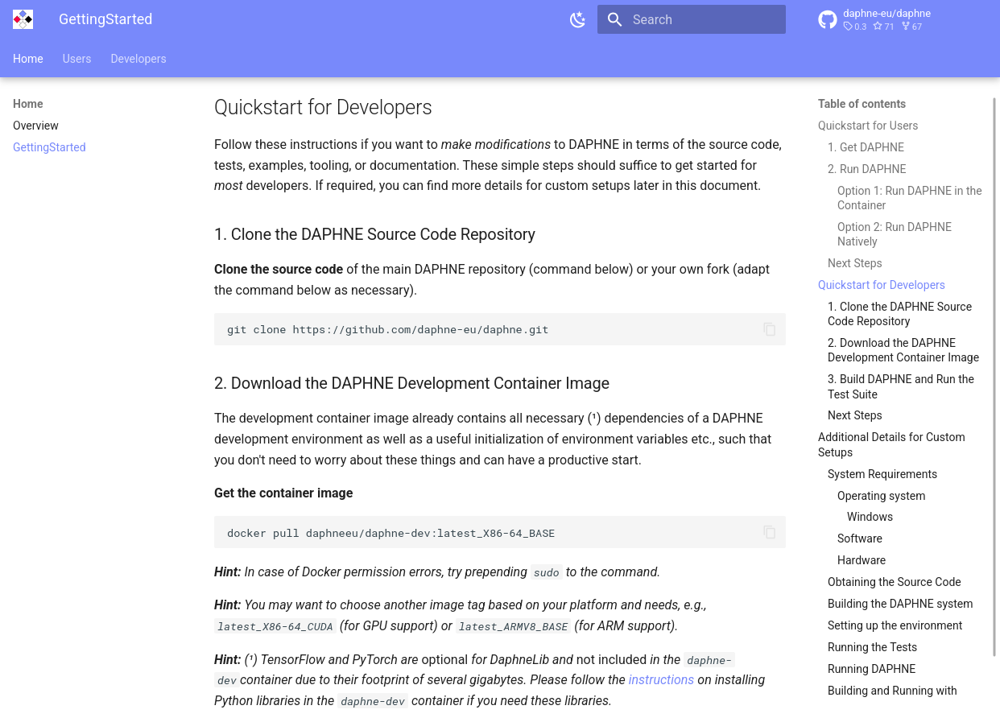 GettingStarted
Search
daphne-eu/daphne
0.3 71 67
Home Users Developers
Home
Overview
GettingStarted
Quickstart for Developers
Follow these instructions if you want to make modifications to DAPHNE in terms of the source code,
tests, examples, tooling, or documentation. These simple steps should suffice to get started for
most developers. If required, you can find more details for custom setups later in this document.
1. Clone the DAPHNE Source Code Repository
Clone the source code of the main DAPHNE repository (command below) or your own fork (adapt
the command below as necessary).
git clone https://github.com/daphne-eu/daphne.git
2. Download the DAPHNE Development Container Image
The development container image already contains all necessary (¹) dependencies of a DAPHNE
development environment as well as a useful initialization of environment variables etc., such that
you don't need to worry about these things and can have a productive start.
Get the container image
docker pull daphneeu/daphne-dev:latest_X86-64_BASE
Hint: In case of Docker permission errors, try prepending sudo to the command.
Hint: You may want to choose another image tag based on your platform and needs, e.g.,
latest_X86-64_CUDA (for GPU support) or latest_ARMV8_BASE (for ARM support).
Hint: (¹) TensorFlow and PyTorch are optional for DaphneLib and not included in the daphne-
dev container due to their footprint of several gigabytes. Please follow the instructions on installing
Python libraries in the daphne-dev container if you need these libraries.
Table of contents
Quickstart for Users
1. Get DAPHNE
2. Run DAPHNE
Option 1: Run DAPHNE in the
Container
Option 2: Run DAPHNE
Natively
Next Steps
Quickstart for Developers
1. Clone the DAPHNE Source
Code Repository
2. Download the DAPHNE
Development Container Image
3. Build DAPHNE and Run the
Test Suite
Next Steps
Additional Details for Custom
Setups
System Requirements
Operating system
Windows
Software
Hardware
Obtaining the Source Code
Building the DAPHNE system
Setting up the environment
Running the Tests
Running DAPHNE
Building and Running with